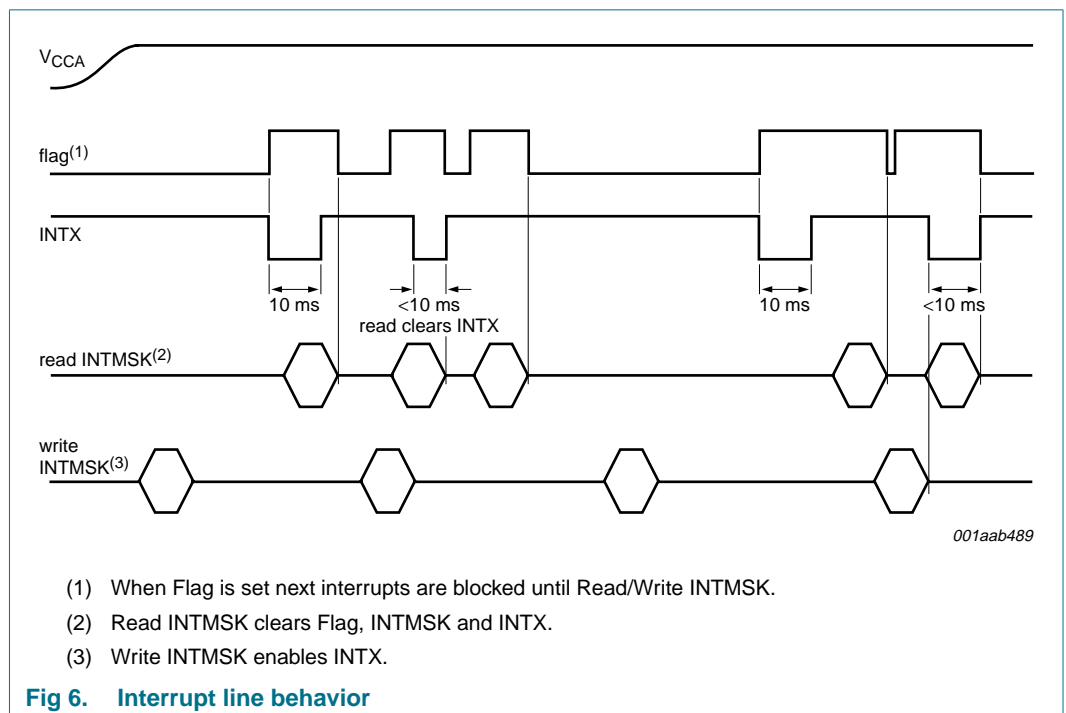 VCCA
flag(1)
INTX
10 ms
<10 ms
10 ms
<10 ms
read clears INTX
read INTMSK(2)
write
INTMSK(3)
001aab489
(1) When Flag is set next interrupts are blocked until Read/Write INTMSK.
(2) Read INTMSK clears Flag, INTMSK and INTX.
(3) Write INTMSK enables INTX.
Fig 6. Interrupt line behavior